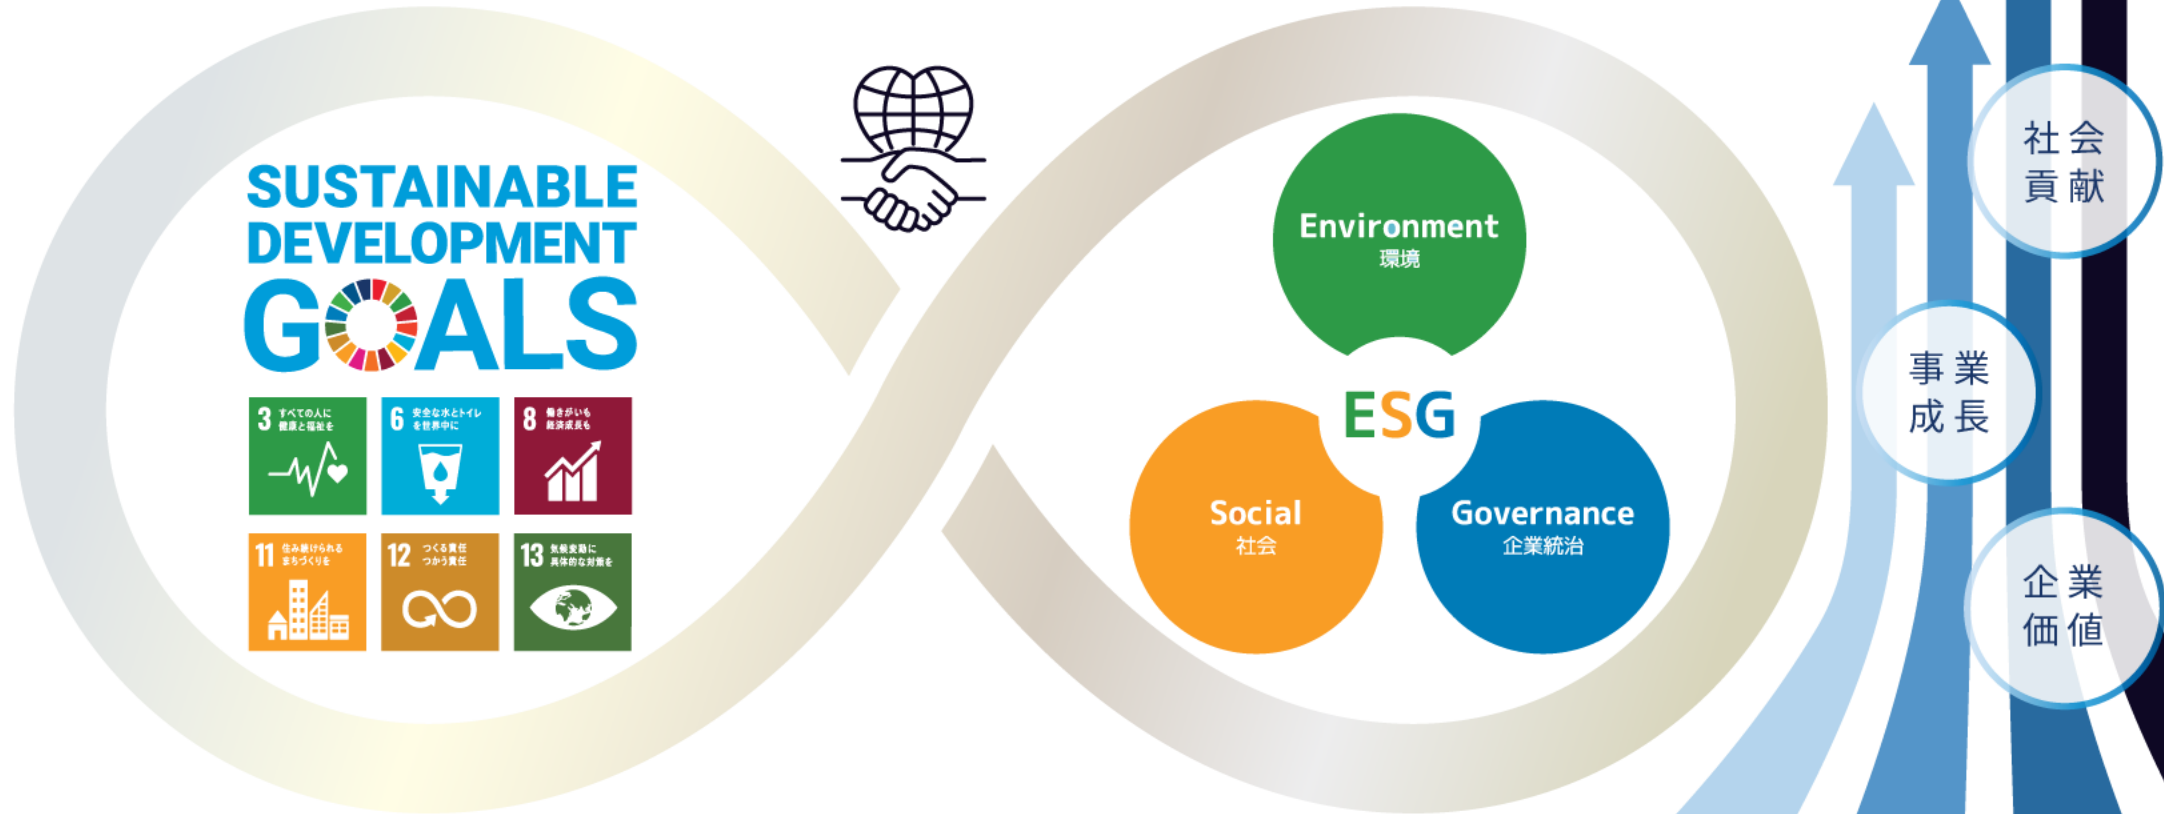 SUSTAINABLE
DEVELOPMENT
GOALS
3 すべての人に
健康と福祉を
6 安全な水とトイレ
を世界中に
8 働きがいも
経済成長も
11 住み続けられる
まちづくりを
12 つくる責任
つかう責任
13 気候変動に
具体的な対策を
Environment
環境
ESG
Social
社会
Governance
企業統治
社会
貢献
事業
成長
企業
価値